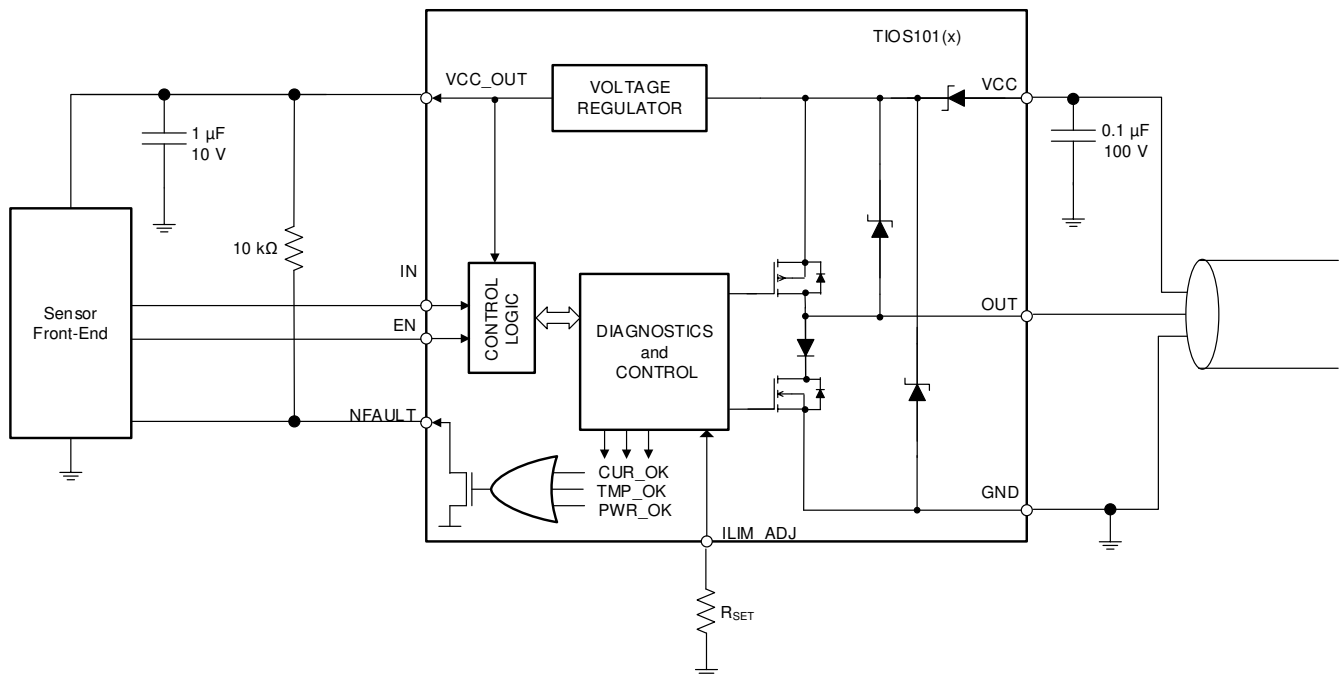 TIOS101(x)
VCC_OUT
VOLTAGE
REGULATOR
VCC
1 µF
10 V
0.1 µF
100 V
10 kΩ
IN
EN
CONTROL
LOGIC
DIAGNOSTICS
and
CONTROL
OUT
Sensor
Front-End
NFAULT
CUR_OK
TMP_OK
PWR_OK
GND
ILIM_ADJ
RSET